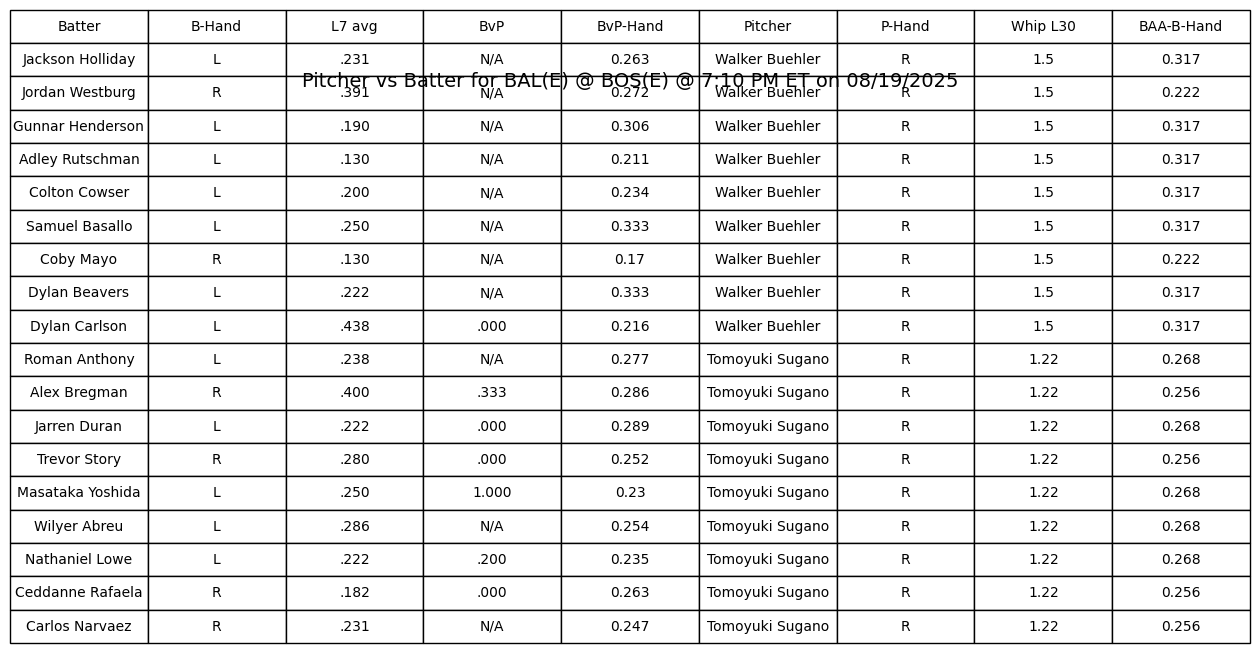 Batter B-Hand L7 avg BvP BvP-Hand Pitcher P-Hand Whip L30 BAA-B-Hand
Jackson Holliday L .231 N/A 0.263 Walker Buehler R 1.5 0.317
Pitcher vs Batter for BAL(E) @ BOS(E) @ 7:10 PM ET on 08/19/2025
Jordan Westburg R .391 N/A 0.272 Walker Buehler R 1.5 0.222
Gunnar Henderson L .190 N/A 0.306 Walker Buehler R 1.5 0.317
Adley Rutschman L .130 N/A 0.211 Walker Buehler R 1.5 0.317
Colton Cowser L .200 N/A 0.234 Walker Buehler R 1.5 0.317
Samuel Basallo L .250 N/A 0.333 Walker Buehler R 1.5 0.317
Coby Mayo R .130 N/A 0.17 Walker Buehler R 1.5 0.222
Dylan Beavers L .222 N/A 0.333 Walker Buehler R 1.5 0.317
Dylan Carlson L .438 .000 0.216 Walker Buehler R 1.5 0.317
Roman Anthony L .238 N/A 0.277 Tomoyuki Sugano R 1.22 0.268
Alex Bregman R .400 .333 0.286 Tomoyuki Sugano R 1.22 0.256
Jarren Duran L .222 .000 0.289 Tomoyuki Sugano R 1.22 0.268
Trevor Story R .280 .000 0.252 Tomoyuki Sugano R 1.22 0.256
Masataka Yoshida L .250 1.000 0.23 Tomoyuki Sugano R 1.22 0.268
Wilyer Abreu L .286 N/A 0.254 Tomoyuki Sugano R 1.22 0.268
Nathaniel Lowe L .222 .200 0.235 Tomoyuki Sugano R 1.22 0.268
Ceddanne Rafaela R .182 .000 0.263 Tomoyuki Sugano R 1.22 0.256
Carlos Narvaez R .231 N/A 0.247 Tomoyuki Sugano R 1.22 0.256